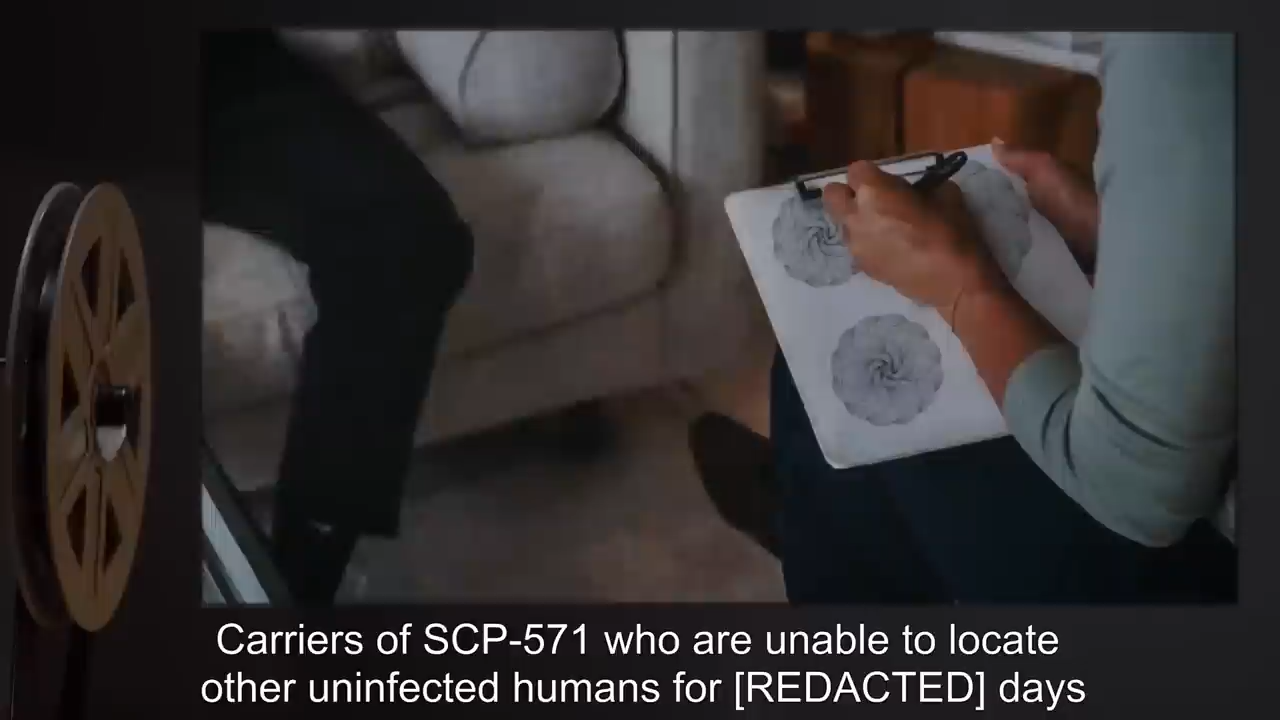 Carriers of SCP-571 who are unable to locate
other uninfected humans for [REDACTED] days